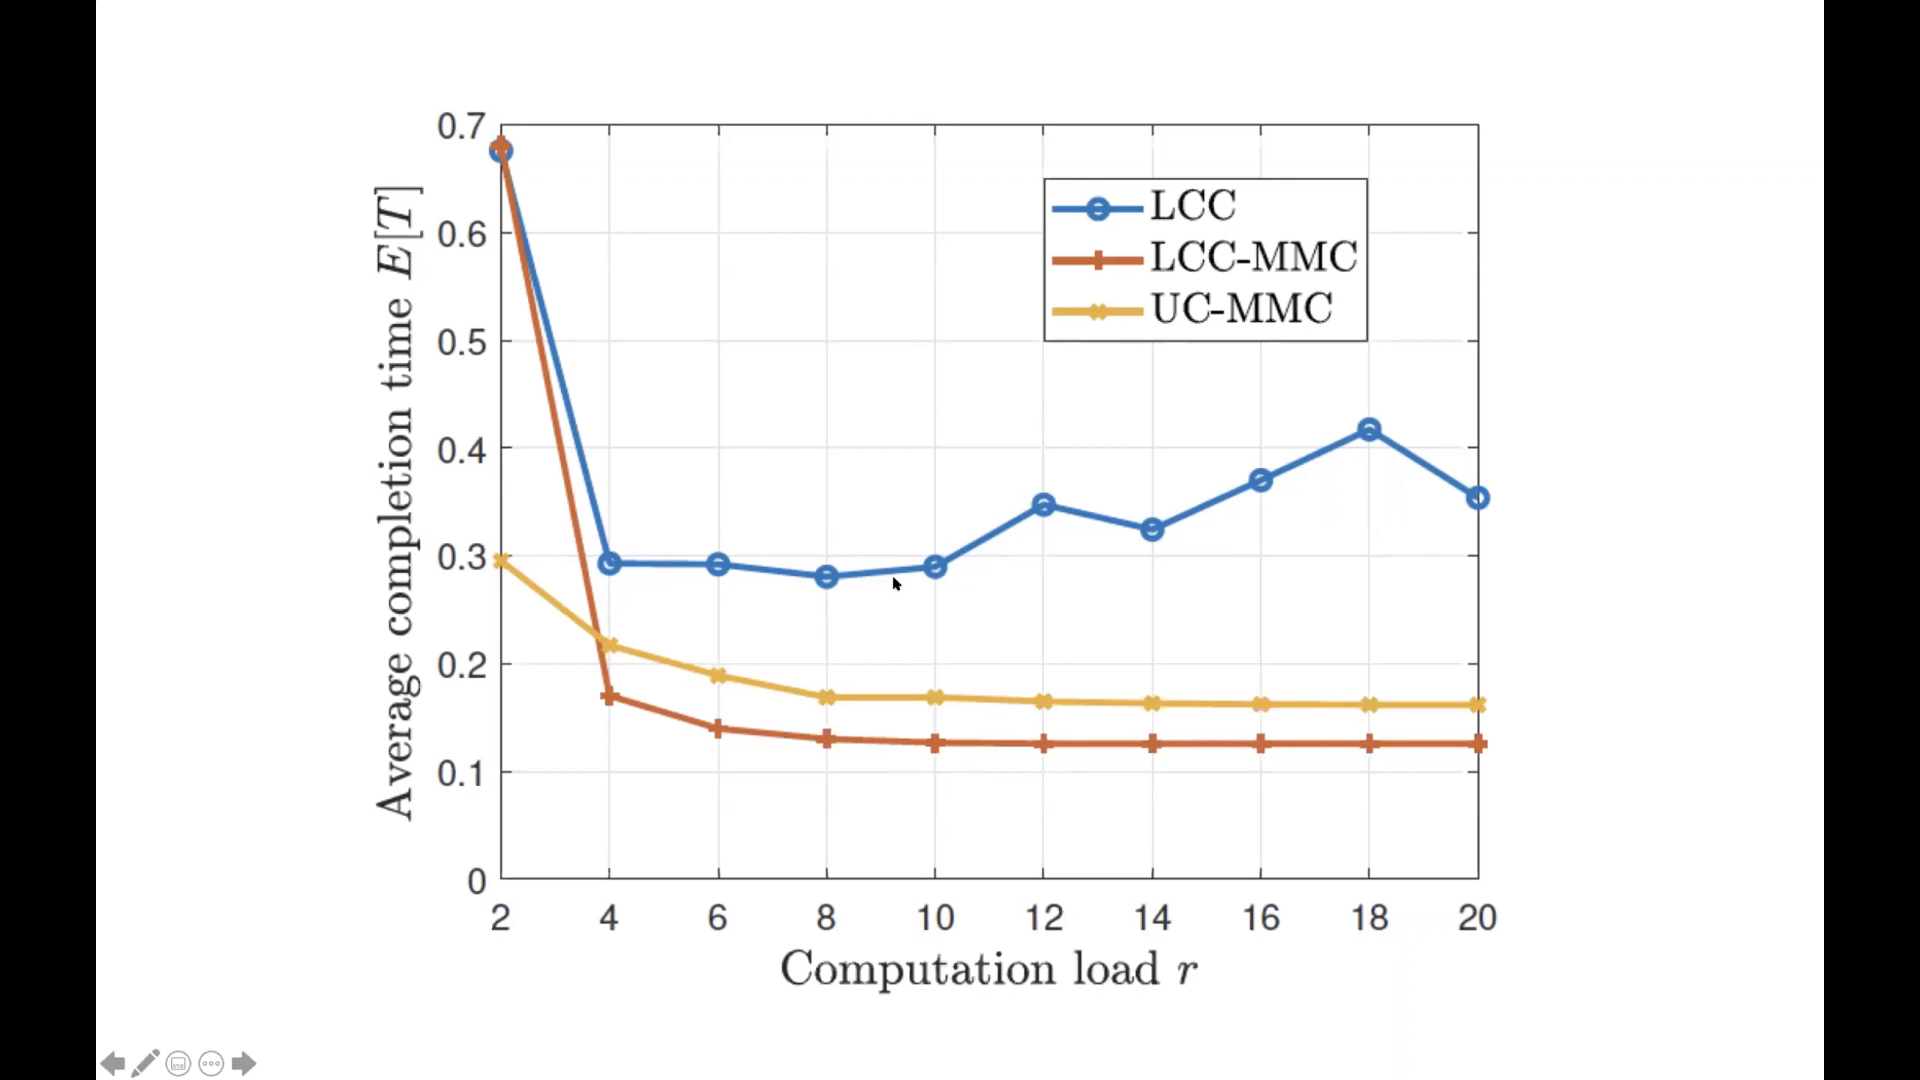 0.7
0.6
0.5
0.4
0.3
0.2
0.1
0
Average completion time E[T]
LCC
LCC-MMC
UC-MMC
2 4 6 8 10 12 14 16 18 20
Computation load r